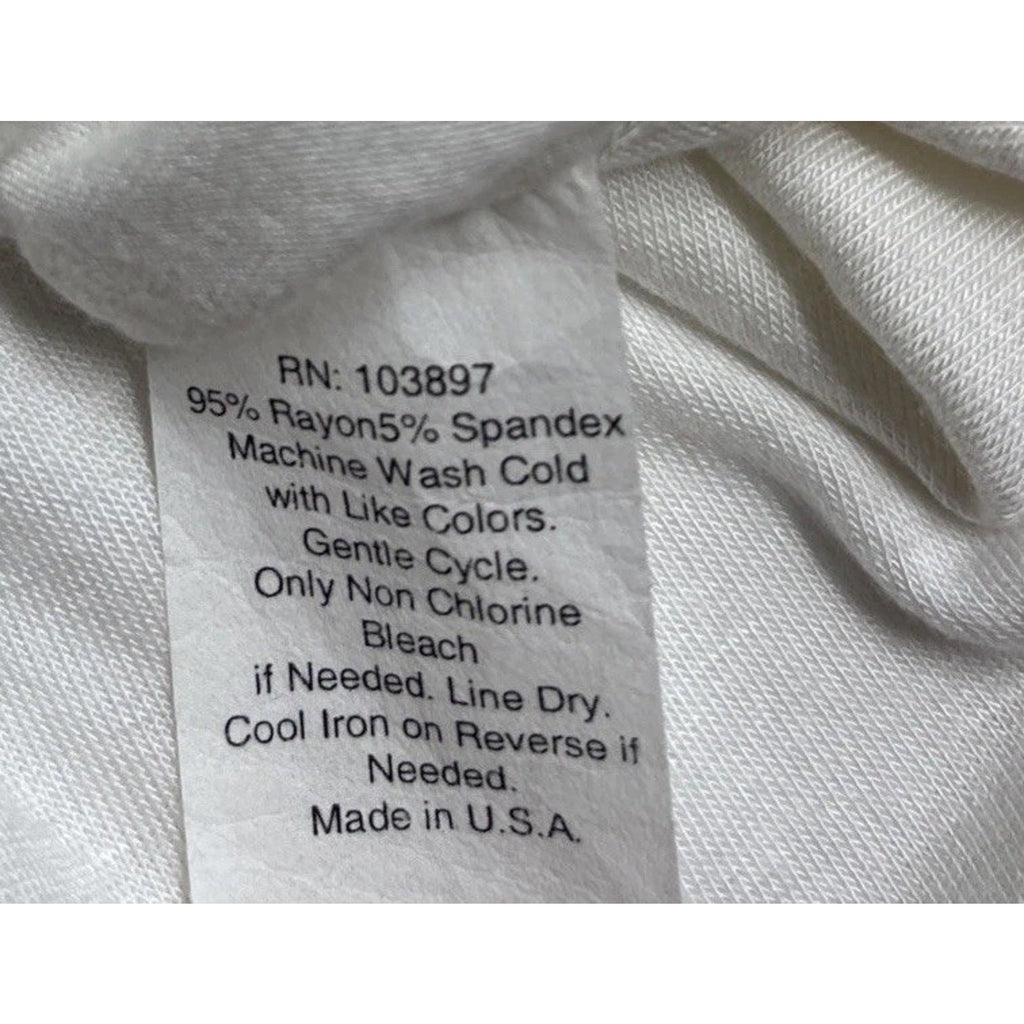 RN: 103897
95% Rayon5% Spandex
Machine Wash Cold
with Like Colors.
Gentle Cycle.
Only Non Chlorine
Bleach
if Needed. Line Dry.
Cool Iron on Reverse if
Needed.
Made in U.S.A.